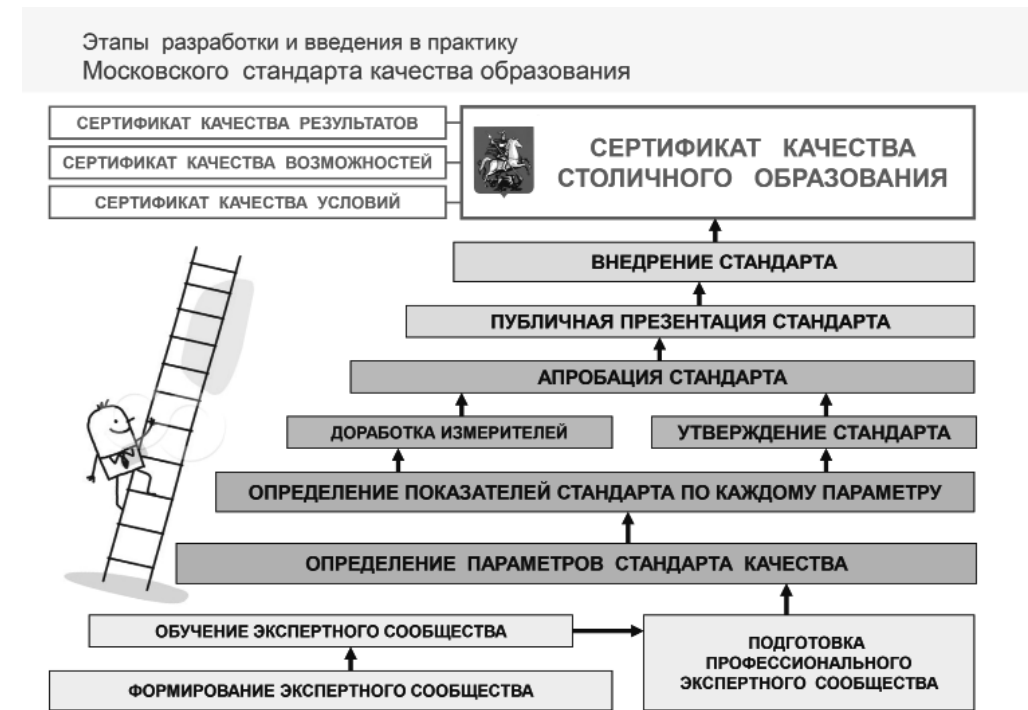 Этапы разработки и введения в практику
Московского стандарта качества образования
СЕРТИФИКАТ КАЧЕСТВА РЕЗУЛЬТАТОВ
СЕРТИФИКАТ КАЧЕСТВА ВОЗМОЖНОСТЕЙ
СЕРТИФИКАТ КАЧЕСТВА УСЛОВИЙ
СЕРТИФИКАТ КАЧЕСТВА
СТОЛИЧНОГО ОБРАЗОВАНИЯ
ВНЕДРЕНИЕ СТАНДАРТА
ПУБЛИЧНАЯ ПРЕЗЕНТАЦИЯ СТАНДАРТА
АПРОБАЦИЯ СТАНДАРТА
ДОРАБОТКА ИЗМЕРИТЕЛЕЙ
УТВЕРЖДЕНИЕ СТАНДАРТА
ОПРЕДЕЛЕНИЕ ПОКАЗАТЕЛЕЙ СТАНДАРТА ПО КАЖДОМУ ПАРАМЕТРУ
ОПРЕДЕЛЕНИЕ ПАРАМЕТРОВ СТАНДАРТА КАЧЕСТВА
ОБУЧЕНИЕ ЭКСПЕРТНОГО СООБЩЕСТВА
ФОРМИРОВАНИЕ ЭКСПЕРТНОГО СООБЩЕСТВА
ПОДГОТОВКА
ПРОФЕССИОНАЛЬНОГО
ЭКСПЕРТНОГО СООБЩЕСТВА